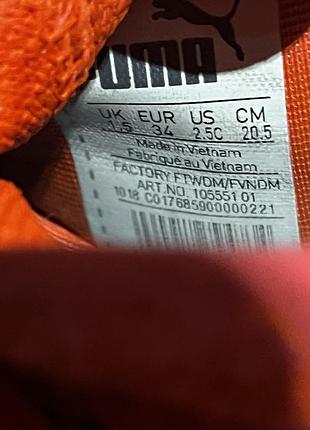 PUMA
UK EUR US CM
1.5 34 2.5C 20.5
Made in Vietnam
Fabriqué au Vietnam
FACTORY FTWDM/FVNDM
ART.NO. 105551 01
1018 C017685900000221